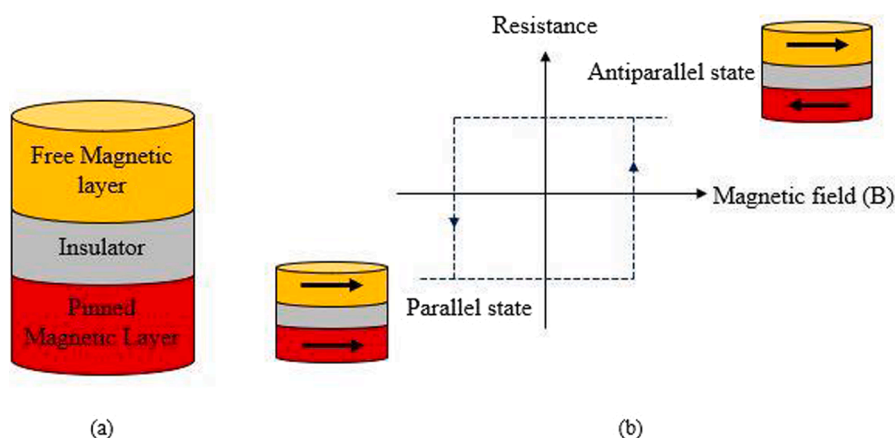 Free Magnetic
layer
Insulator
Pinned
Magnetic Layer
(a)
Resistance
Antiparallel state
Magnetic field (B)
Parallel state
(b)